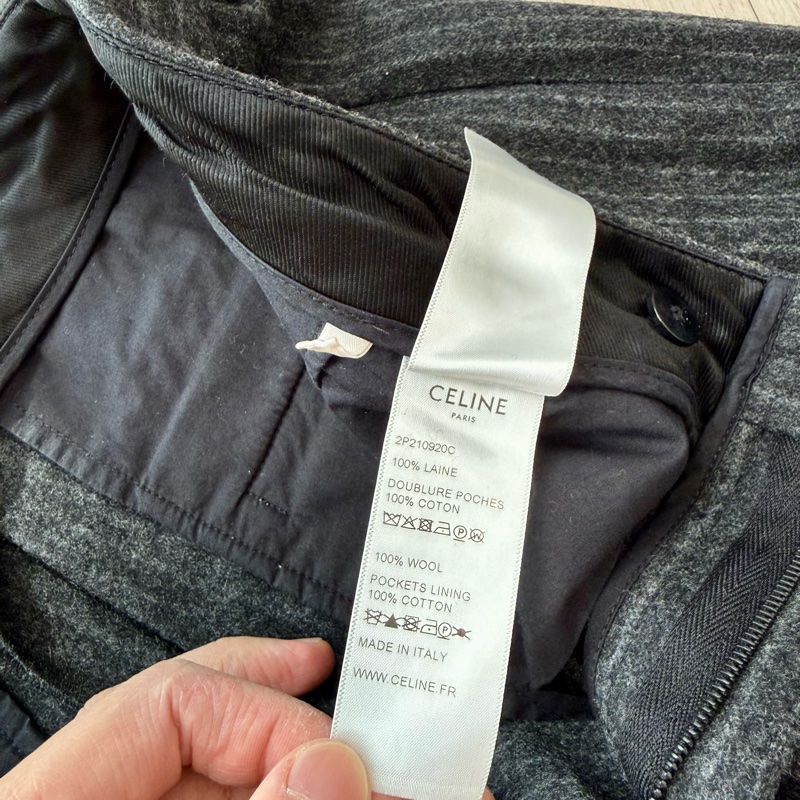 CELINE
PARIS
2P210920C
100% LAINE
DOUBLURE POCHES
100% COTON
100% WOOL
POCKETS LINING
100% COTTON
MADE IN ITALY
WWW.CELINE.FR